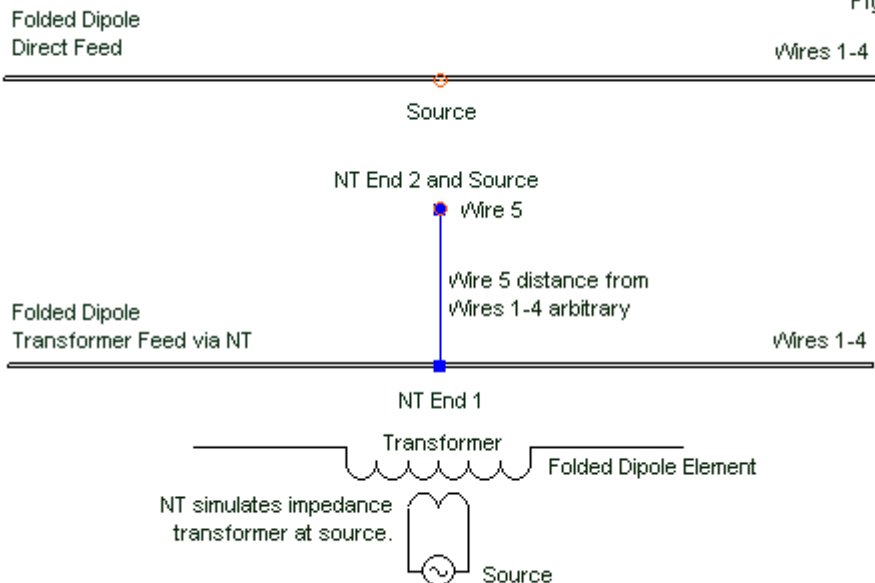 Folded Dipole
Direct Feed
Wires 1-4
Source
NT End 2 and Source
Wire 5
Wire 5 distance from
Wires 1-4 arbitrary
Folded Dipole
Transformer Feed via NT
Wires 1-4
NT End 1
Transformer
Folded Dipole Element
NT simulates impedance
transformer at source.
Source